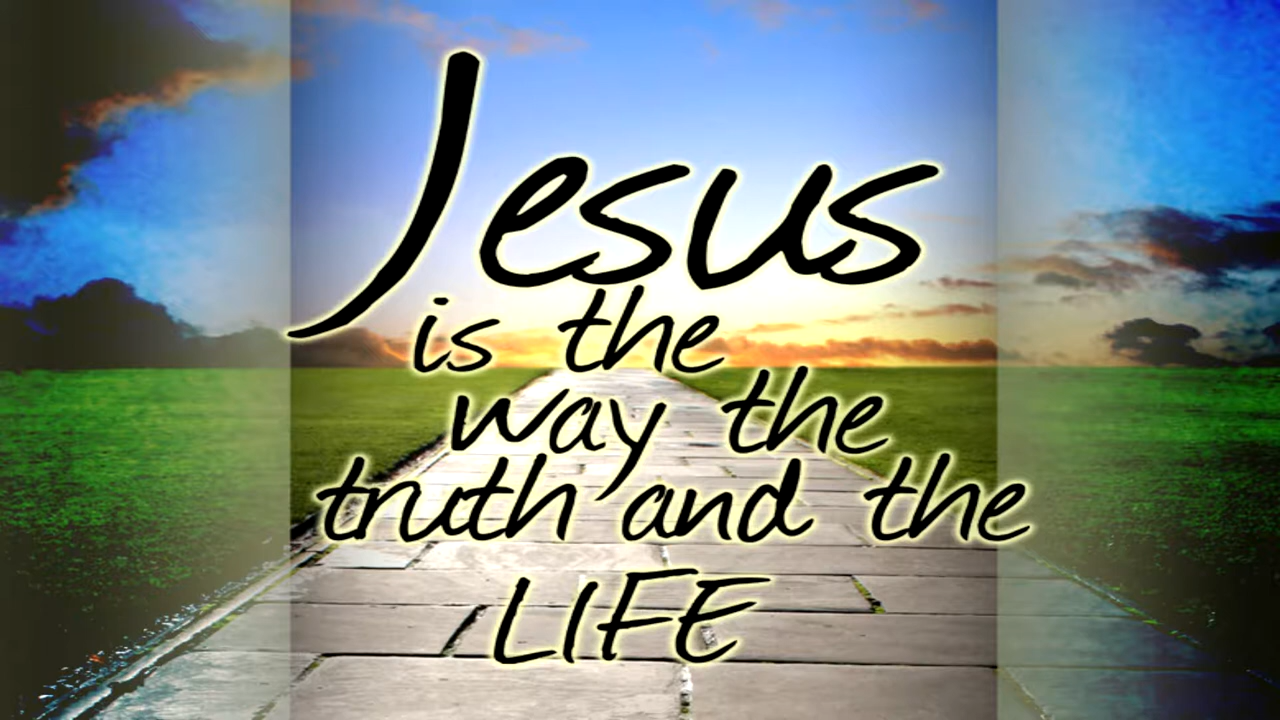 Jesus
is the
way the
truth and the
LIFE